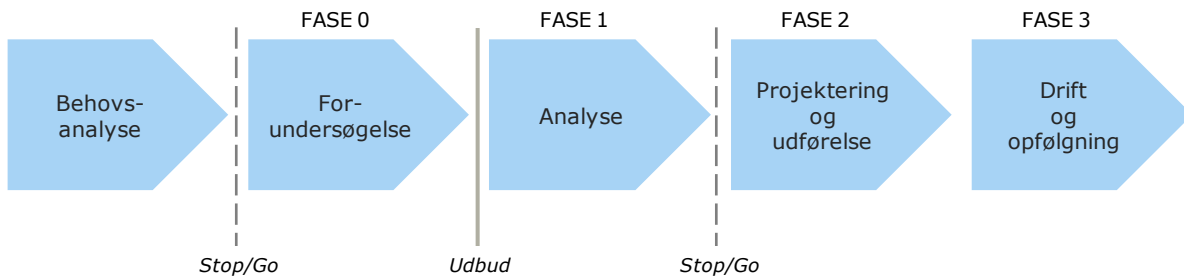 FASE 0
FASE 1
FASE 2
FASE 3
Behovs-
analyse
For-
undersøgelse
Analyse
Projektering
og
udførelse
Drift
og
opfølgning
Stop/Go
Udbud
Stop/Go